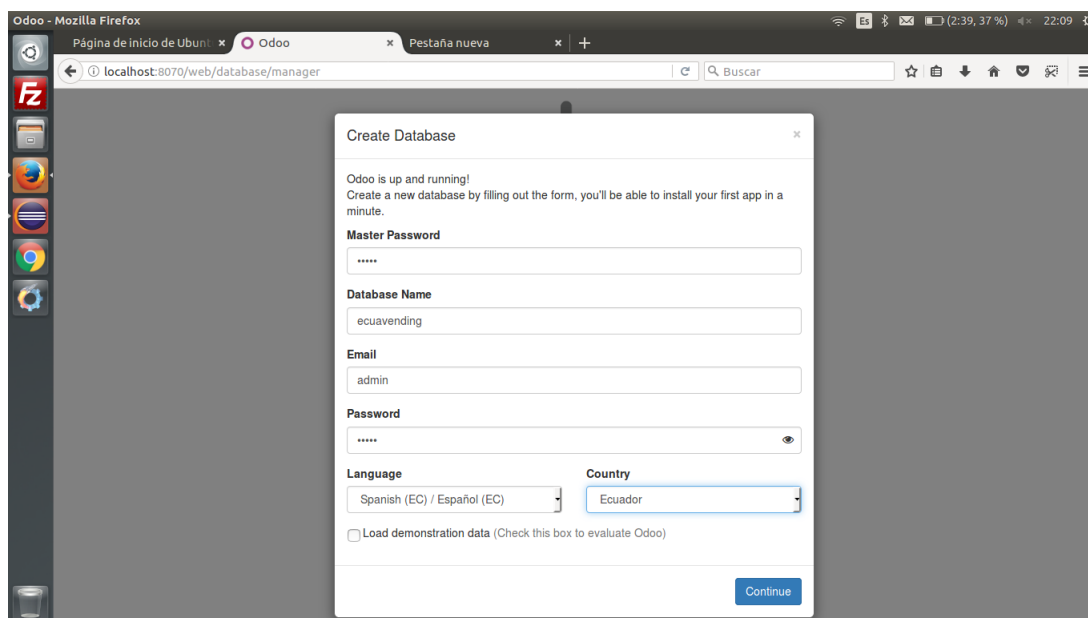 Odoo - Mozilla Firefox
Es (2:39, 37 %) 22:09
Página de inicio de Ubunt × Odoo × Pestaña nueva × +
localhost:8070/web/database/manager
Buscar
Fz
Create Database ×
Odoo is up and running!
Create a new database by filling out the form, you'll be able to install your first app in a
minute.
Master Password
•••••
Database Name
ecuavending
Email
admin
Password
•••••
Language Country
Spanish (EC) / Español (EC) Ecuador
Load demonstration data (Check this box to evaluate Odoo)
Continue